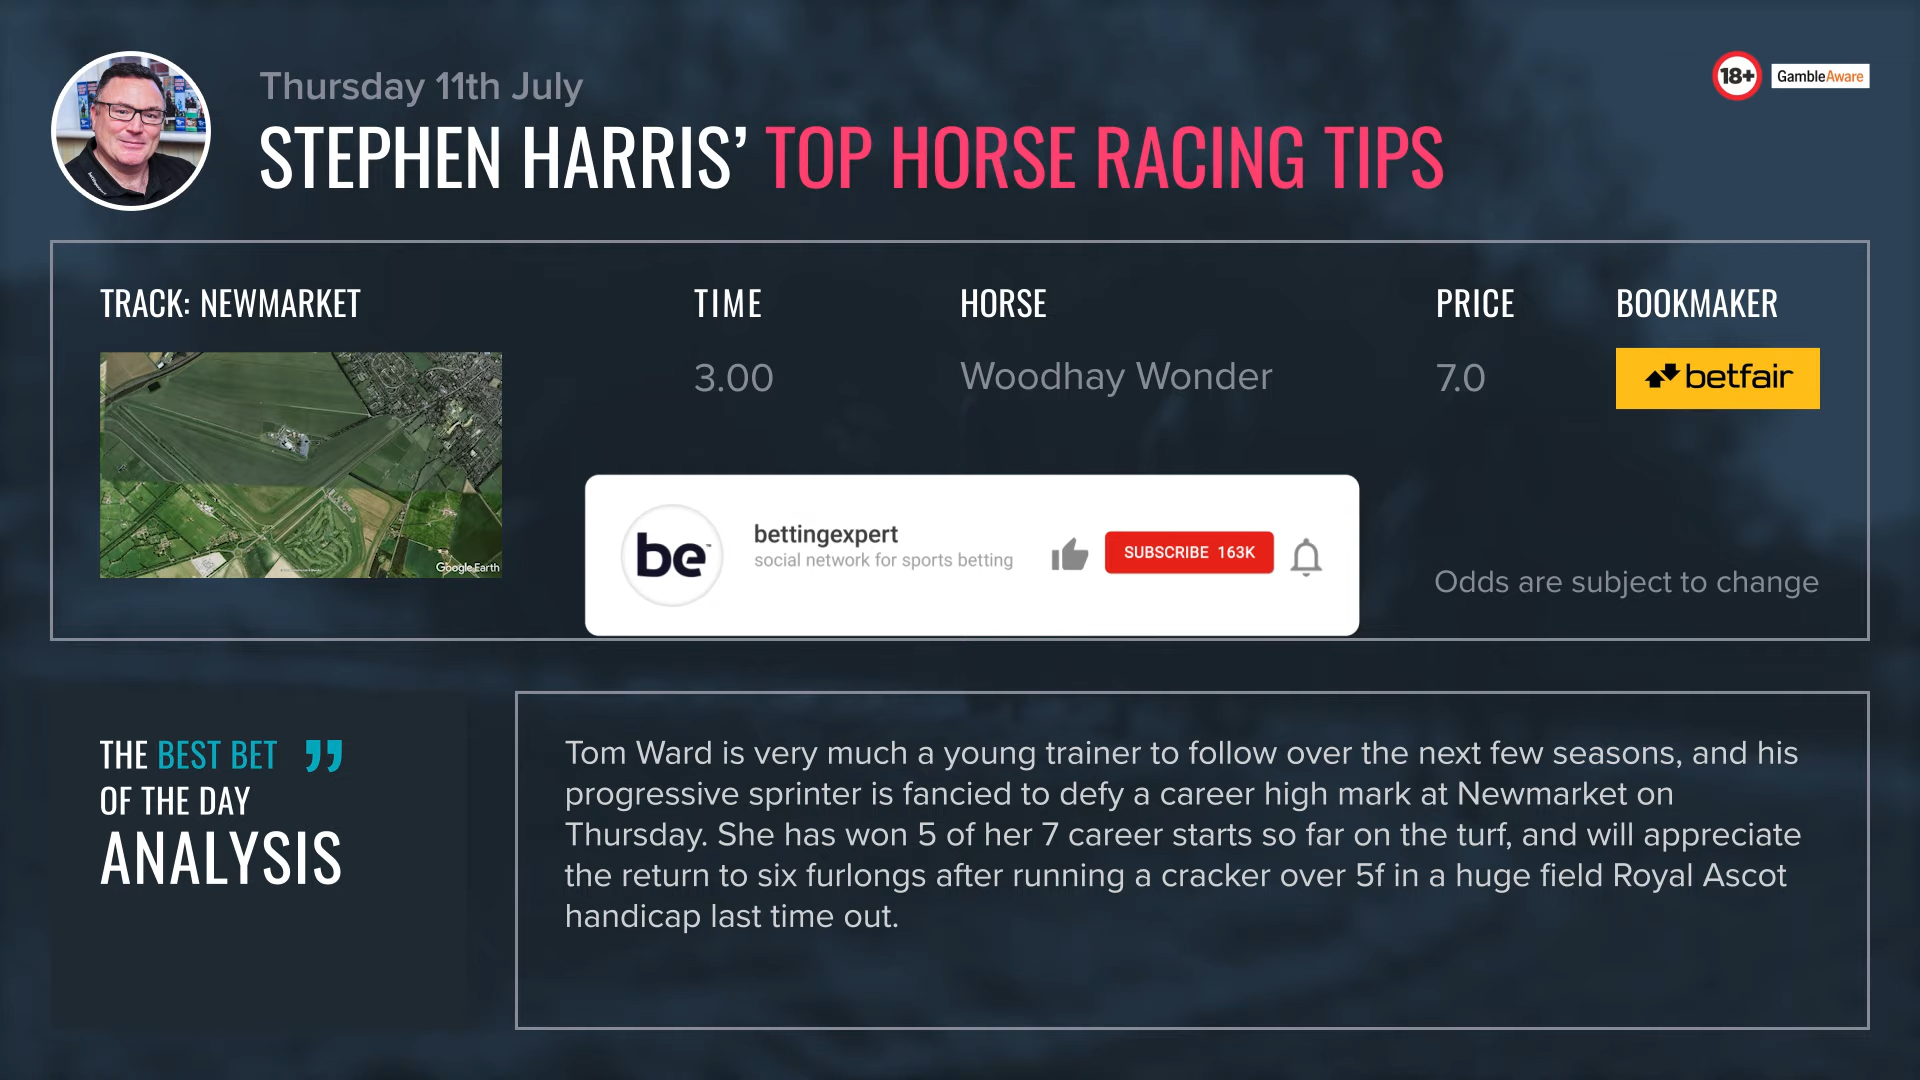 Thursday 11th July
STEPHEN HARRIS’ TOP HORSE RACING TIPS
18+
GambleAware
TRACK: NEWMARKET
TIME
HORSE
PRICE
BOOKMAKER
3.00
Woodhay Wonder
7.0
betfair
Google Earth
be
bettingexpert
social network for sports betting
SUBSCRIBE 163K
Odds are subject to change
THE BEST BET ”
OF THE DAY
ANALYSIS
Tom Ward is very much a young trainer to follow over the next few seasons, and his
progressive sprinter is fancied to defy a career high mark at Newmarket on
Thursday. She has won 5 of her 7 career starts so far on the turf, and will appreciate
the return to six furlongs after running a cracker over 5f in a huge field Royal Ascot
handicap last time out.